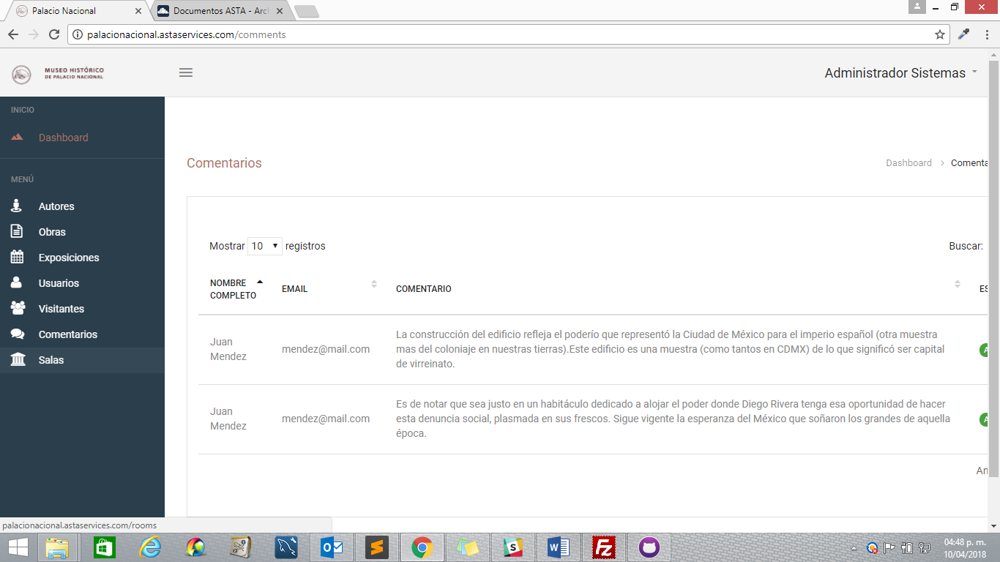 Palacio Nacional
Documentos ASTA - Arc
palacionacional.astaservices.com/comments
MUSEO HISTÓRICO
DE PALACIO NACIONAL
Administrador Sistemas
INICIO
Dashboard
MENÚ
Autores
Obras
Exposiciones
Usuarios
Visitantes
Comentarios
Salas
Comentarios
Dashboard > Comenta
Mostrar 10 registros
Buscar:
NOMBRE
COMPLETO
EMAIL
COMENTARIO
ES
Juan
Mendez
mendez@mail.com
La construcción del edificio refleja el poderío que representó la Ciudad de México para el imperio español (otra muestra
mas del coloniaje en nuestras tierras).Este edificio es una muestra (como tantos en CDMX) de lo que significó ser capital
de virreinato.
A
Juan
Mendez
mendez@mail.com
Es de notar que sea justo en un habitáculo dedicado a alojar el poder donde Diego Rivera tenga esa oportunidad de hacer
esta denuncia social, plasmada en sus frescos. Sigue vigente la esperanza del México que soñaron los grandes de aquella
época.
A
An
palacionacional.astaservices.com/rooms
04:48 p. m.
10/04/2018